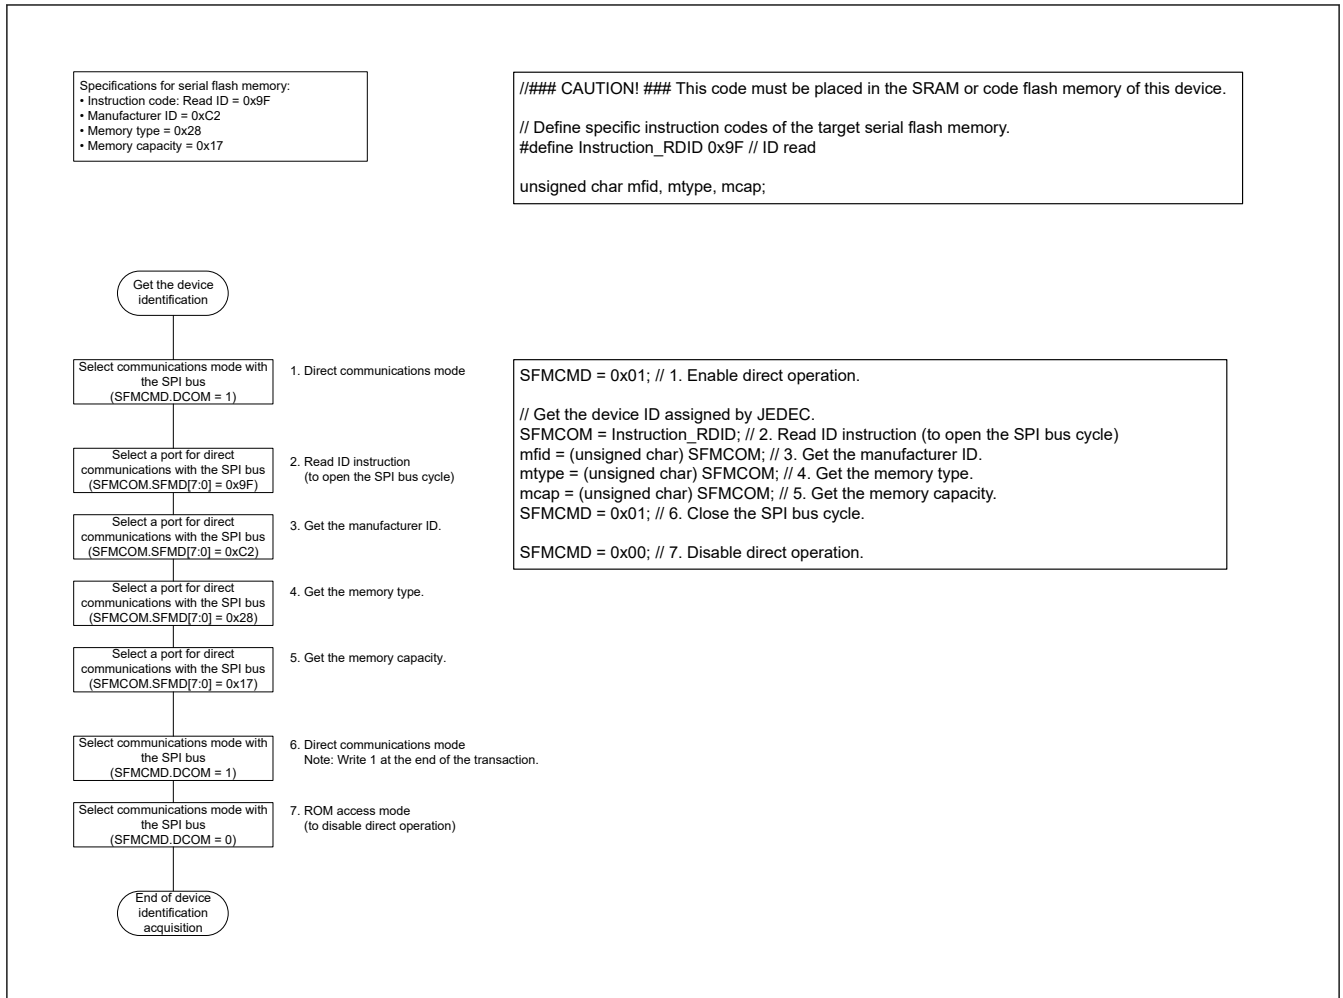 Specifications for serial flash memory:
• Instruction code: Read ID = 0x9F
• Manufacturer ID = 0xC2
• Memory type = 0x28
• Memory capacity = 0x17
//### CAUTION! ### This code must be placed in the SRAM or code flash memory of this device.
// Define specific instruction codes of the target serial flash memory.
#define Instruction_RDID 0x9F // ID read
unsigned char mfid, mtype, mcap;
Get the device
identification
Select communications mode with
the SPI bus
(SFMCMD.DCOM = 1)
1. Direct communications mode
Select a port for direct
communications with the SPI bus
(SFMCOM.SFMD[7:0] = 0x9F)
2. Read ID instruction
(to open the SPI bus cycle)
Select a port for direct
communications with the SPI bus
(SFMCOM.SFMD[7:0] = 0xC2)
3. Get the manufacturer ID.
Select a port for direct
communications with the SPI bus
(SFMCOM.SFMD[7:0] = 0x28)
4. Get the memory type.
Select a port for direct
communications with the SPI bus
(SFMCOM.SFMD[7:0] = 0x17)
5. Get the memory capacity.
Select communications mode with
the SPI bus
(SFMCMD.DCOM = 1)
6. Direct communications mode
Note: Write 1 at the end of the transaction.
Select communications mode with
the SPI bus
(SFMCMD.DCOM = 0)
7. ROM access mode
(to disable direct operation)
End of device
identification
acquisition
SFMCMD = 0x01; // 1. Enable direct operation.
// Get the device ID assigned by JEDEC.
SFMCOM = Instruction_RDID; // 2. Read ID instruction (to open the SPI bus cycle)
mfid = (unsigned char) SFMCOM; // 3. Get the manufacturer ID.
mtype = (unsigned char) SFMCOM; // 4. Get the memory type.
mcap = (unsigned char) SFMCOM; // 5. Get the memory capacity.
SFMCMD = 0x01; // 6. Close the SPI bus cycle.
SFMCMD = 0x00; // 7. Disable direct operation.